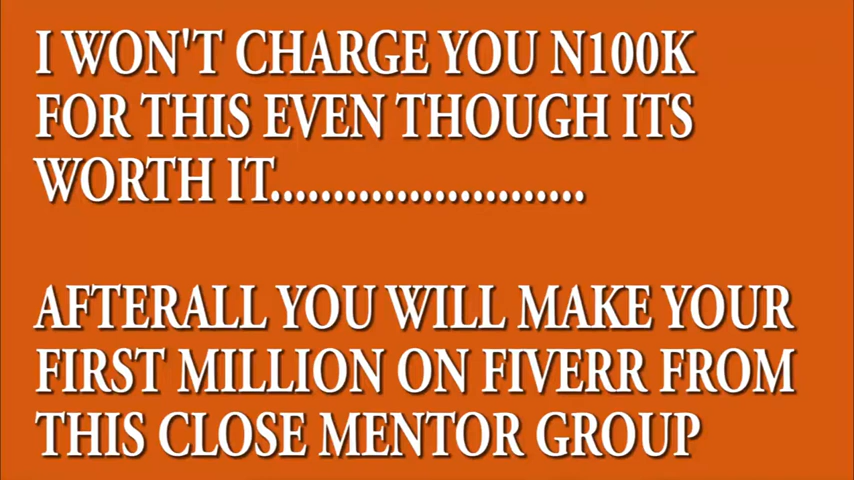 I WON'T CHARGE YOU N100K
FOR THIS EVEN THOUGH ITS
WORTH IT.........................
AFTERALL YOU WILL MAKE YOUR
FIRST MILLION ON FIVERR FROM
THIS CLOSE MENTOR GROUP